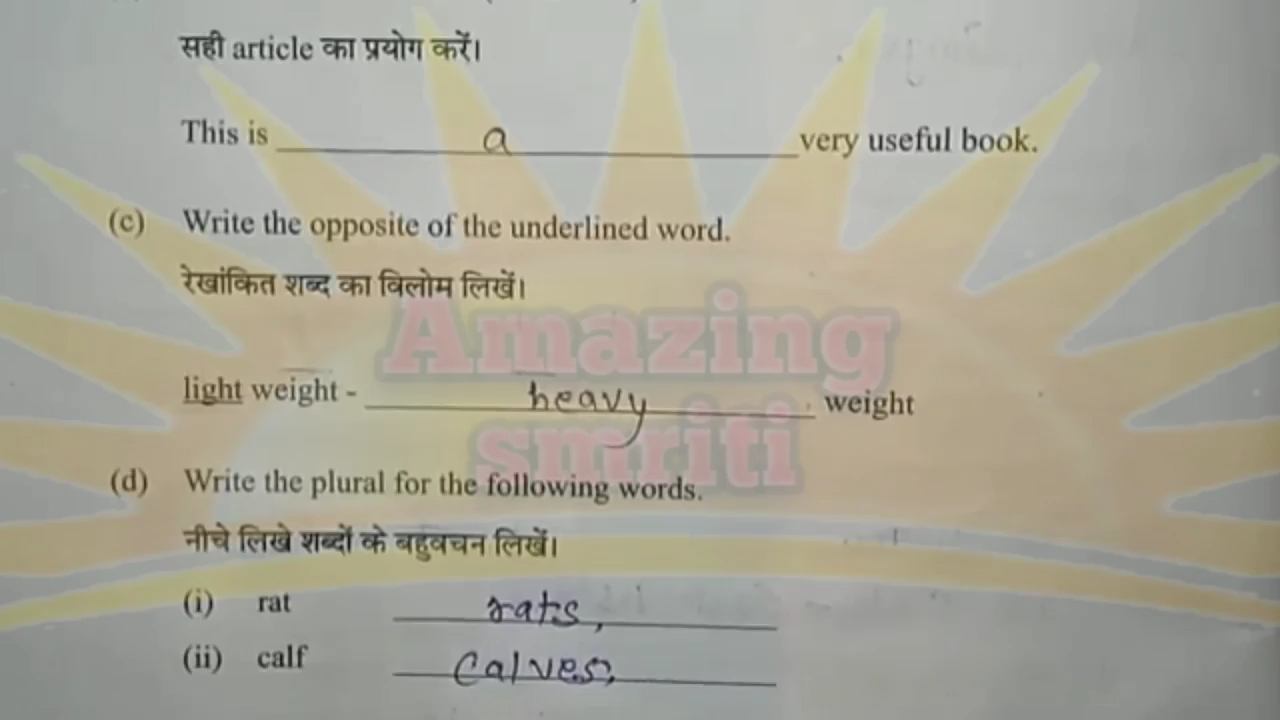 सही article का प्रयोग करें।
This is a very useful book.
(c) Write the opposite of the underlined word.
रेखांकित शब्द का विलोम लिखें।
Amazing
light weight - heavy weight
smriti
(d) Write the plural for the following words.
नीचे लिखे शब्दों के बहुवचन लिखें।
(i) rat rats,
(ii) calf calves,